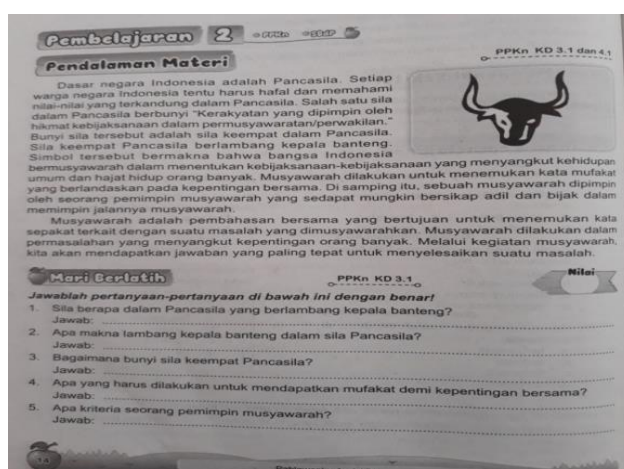 Pembelajaran 2 PPKn SBdP
PPKn KD 3.1 dan 4.1
Pendalaman Materi
Dasar negara Indonesia adalah Pancasila. Setiap
warga negara Indonesia tentu harus hafal dan memahami
nilai-nilai yang terkandung dalam Pancasila. Salah satu sila
dalam Pancasila berbunyi "Kerakyatan yang dipimpin oleh
hikmat kebijaksanaan dalam permusyawaratan/perwakilan."
Bunyi sila tersebut adalah sila keempat dalam Pancasila.
Sila keempat Pancasila berlambang kepala banteng.
Simbol tersebut bermakna bahwa bangsa Indonesia
bermusyawarah dalam menentukan kebijaksanaan-kebijaksanaan yang menyangkut kehidupan
umum dan hajat hidup orang banyak. Musyawarah dilakukan untuk menemukan kata mufakat
yang berlandaskan pada kepentingan bersama. Di samping itu, sebuah musyawarah dipimpin
oleh seorang pemimpin musyawarah yang sedapat mungkin bersikap adil dan bijak dalam
memimpin jalannya musyawarah.
Musyawarah adalah pembahasan bersama yang bertujuan untuk menemukan kata
sepakat terkait dengan suatu masalah yang dimusyawarahkan. Musyawarah dilakukan dalam
permasalahan yang menyangkut kepentingan orang banyak. Melalui kegiatan musyawarah,
kita akan mendapatkan jawaban yang paling tepat untuk menyelesaikan suatu masalah.
Mari Berlatih
PPKn KD 3.1
Nilai
Jawablah pertanyaan-pertanyaan di bawah ini dengan benar!
1. Sila berapa dalam Pancasila yang berlambang kepala banteng?
Jawab:
2. Apa makna lambang kepala banteng dalam sila Pancasila?
Jawab:
3. Bagaimana bunyi sila keempat Pancasila?
Jawab:
4. Apa yang harus dilakukan untuk mendapatkan mufakat demi kepentingan bersama?
Jawab:
5. Apa kriteria seorang pemimpin musyawarah?
Jawab: